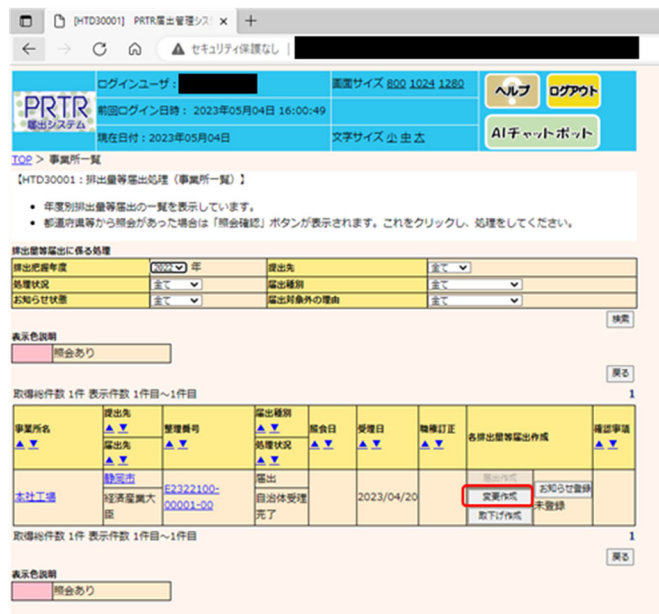 [HTD30001] PRTR届出管理シス
セキュリティ保護なし
PRTR
届出システム
ログインユーザ：
画面サイズ 800 1024 1280
前回ログイン日時： 2023年05月04日 16:00:49
現在日付：2023年05月04日
文字サイズ 小 中 大
ヘルプ
ログアウト
AIチャットボット
TOP > 事業所一覧
【HTD30001：排出量等届出処理（事業所一覧）】
• 年度別排出量等届出の一覧を表示しています。
• 都道府県等から照会があった場合は「照会確認」ボタンが表示されます。これをクリックし、処理をしてください。
排出量等届出に係る処理
排出把握年度 2022 年 提出先 全て
処理状況 全て 届出種別 全て
お知らせ状態 全て 届出対象外の理由 全て
検索
表示色説明
照会あり
戻る
取得総件数 1件 表示件数 1件目～1件目 1
事業所名 ▲ ▼
提出先 ▲ ▼
届出先 ▲ ▼
整理番号 ▲ ▼
届出種別 ▲ ▼
処理状況 ▲ ▼
照会日 ▲ ▼
受理日 ▲ ▼
職権訂正 ▲ ▼
各排出量等届出作成
確認事項 ▲ ▼
本社工場
静岡市
経済産業大臣
E2322100-
00001-00
届出
自治体受理
完了
2023/04/20
届出作成
変更作成
取下げ作成
お知らせ登録
未登録
取得総件数 1件 表示件数 1件目～1件目 1
戻る
表示色説明
照会あり